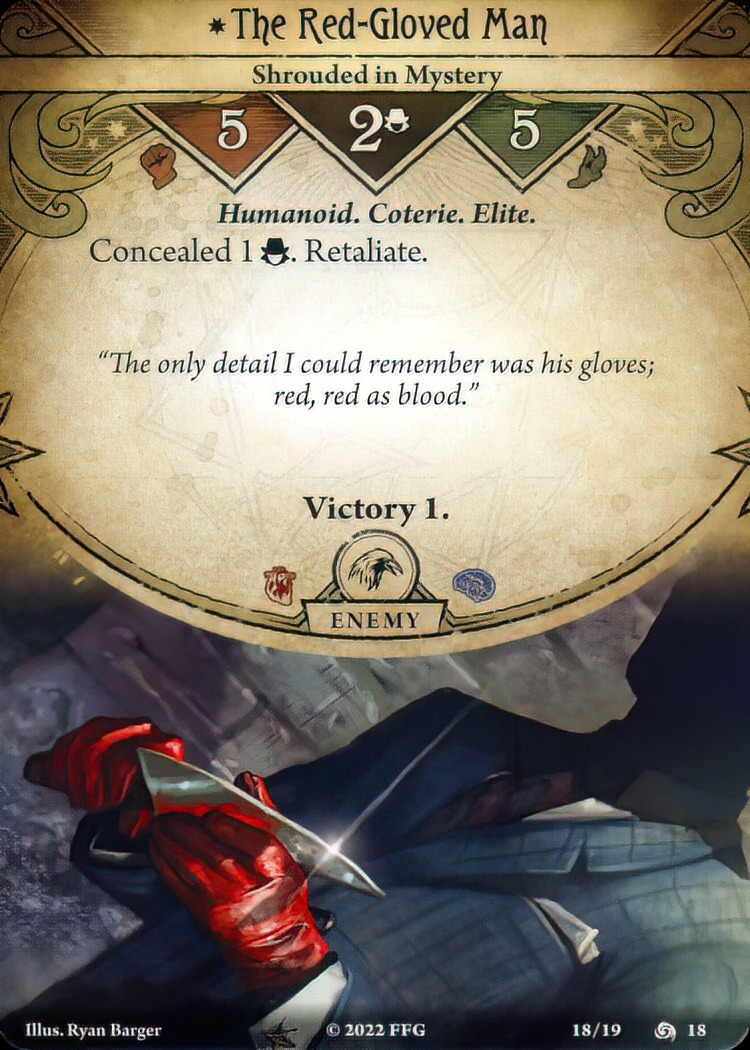 The Red-Gloved Man
Shrouded in Mystery
5 2 5
Humanoid. Coterie. Elite.
Concealed 1 . Retaliate.
“The only detail I could remember was his gloves;
red, red as blood.”
Victory 1.
ENEMY
Illus. Ryan Barger © 2022 FFG 18/19 18